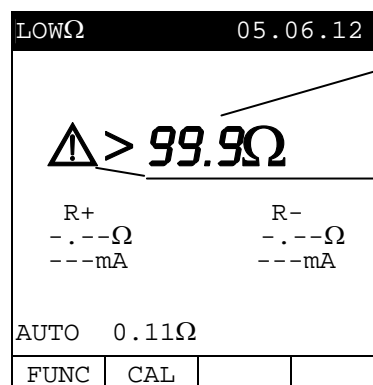 LOWΩ 05.06.12
⚠ > 99.9Ω
R+ R-
-.--Ω -.--Ω
---mA ---mA
AUTO 0.11Ω
FUNC CAL